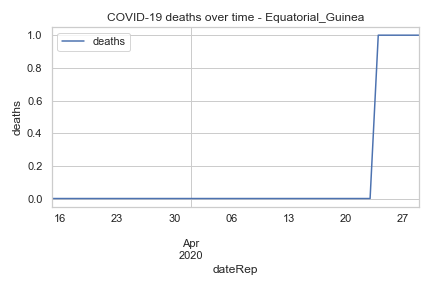 COVID-19 deaths over time - Equatorial_Guinea
deaths
deaths
1.0
0.8
0.6
0.4
0.2
0.0
16 23 30 06 13 20 27
Apr
2020
dateRep